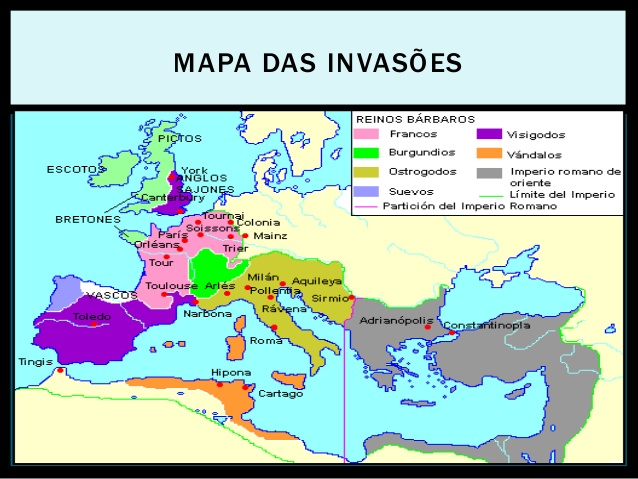 MAPA DAS INVASÕES
REINOS BÁRBAROS
Francos
Visigodos
Burgundios
Vándalos
Ostrogodos
Imperio romano de
oriente
Suevos
Límite del Imperio
Partición del Imperio Romano
PICTOS
ESCOTOS
York
ANGLOS
SAJONES
Canterbury
BRETONES
Tournai
Colonia
Soissons
París
Mainz
Orléans
Trier
Tour
Milán
Aquileya
Toulouse
Arlés
Pollentia
Sirmio
VASCOS
Narbona
Rávena
Toledo
Adrianópolis
Constantinopla
Roma
Tingis
Hipona
Cartago